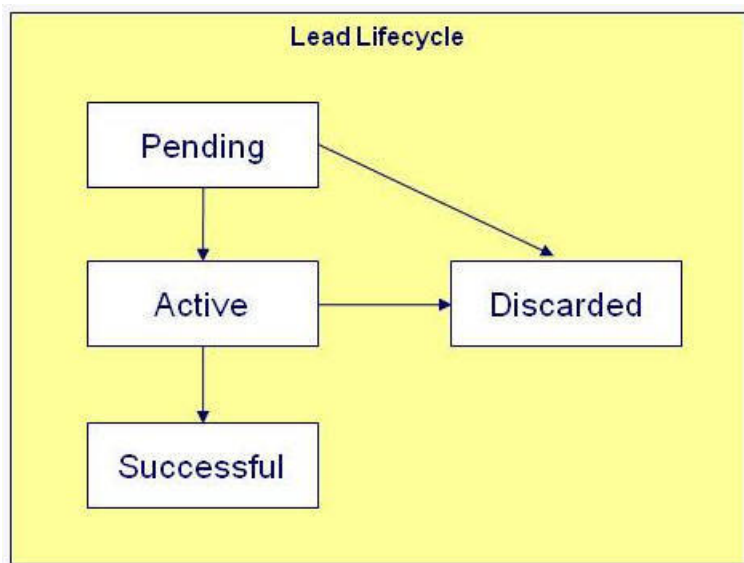 Lead Lifecycle
Pending
Active
Discarded
Successful